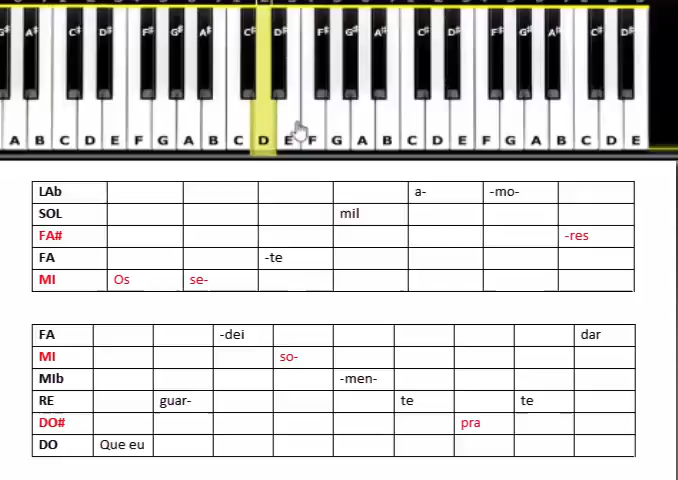 G# A# C# D# F# G# A# C# D# F# G# A# C# D# F# G# A# C# D#
A B C D E F G A B C D E F G A B C D E F G A B C D E
LAb a- -mo-
SOL mil
FA# -res
FA -te
MI Os se-
FA -dei dar
MI so-
MIb -men-
RE guar- te te
DO# pra
DO Que eu